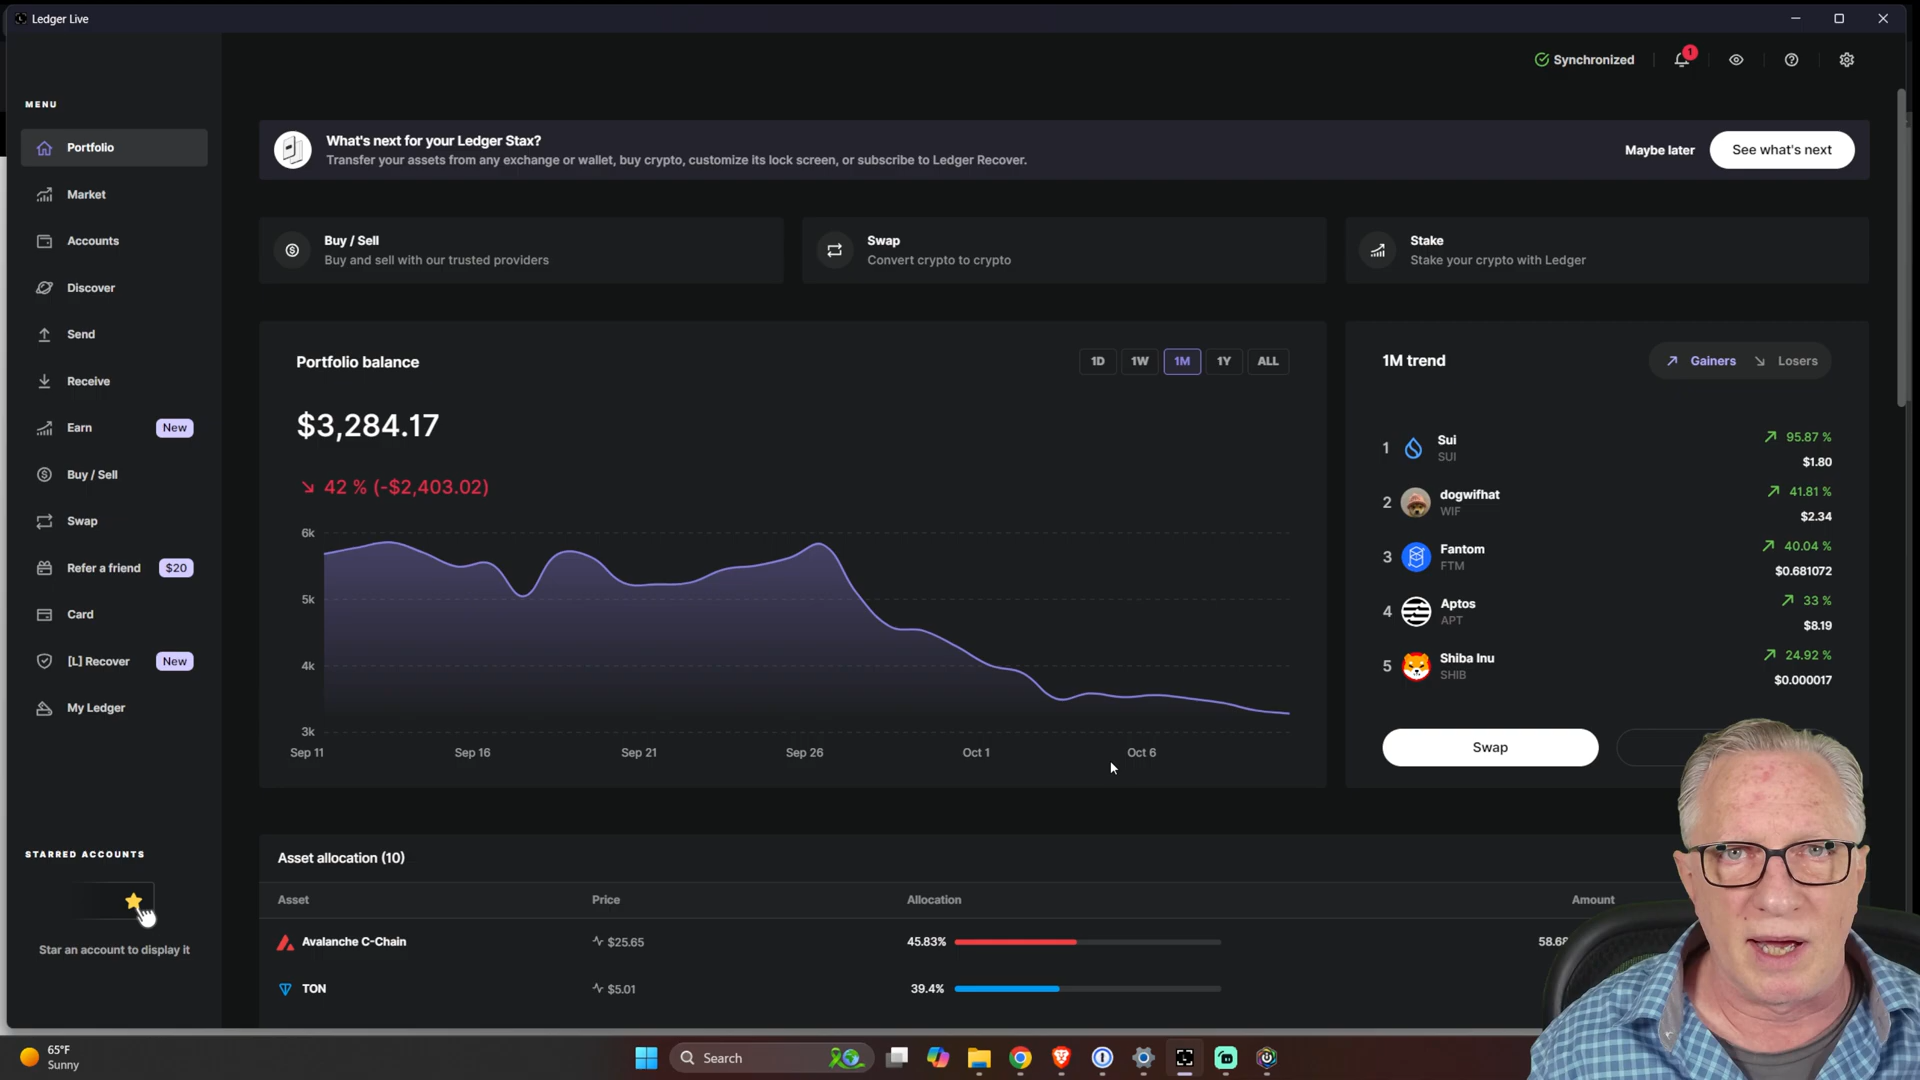 Ledger Live
Synchronized
1
MENU
Portfolio
Market
Accounts
Discover
Send
Receive
Earn New
Buy / Sell
Swap
Refer a friend $20
Card
[L] Recover New
My Ledger
STARRED ACCOUNTS
Star an account to display it
What's next for your Ledger Stax?
Transfer your assets from any exchange or wallet, buy crypto, customize its lock screen, or subscribe to Ledger Recover.
Maybe later
See what's next
Buy / Sell
Buy and sell with our trusted providers
Swap
Convert crypto to crypto
Stake
Stake your crypto with Ledger
Portfolio balance
1D 1W 1M 1Y ALL
$3,284.17
42 % (-$2,403.02)
6k
5k
4k
3k
Sep 11 Sep 16 Sep 21 Sep 26 Oct 1 Oct 6
1M trend
Gainers Losers
1 Sui 95.87 %
SUI $1.80
2 dogwifhat 41.81 %
WIF $2.34
3 Fantom 40.04 %
FTM $0.681072
4 Aptos 33 %
APT $8.19
5 Shiba Inu 24.92 %
SHIB $0.000017
Swap
Asset allocation (10)
Asset Price Allocation Amount
Avalanche C-Chain $25.65 45.83%
TON $5.01 39.4%
65°F
Sunny
Search